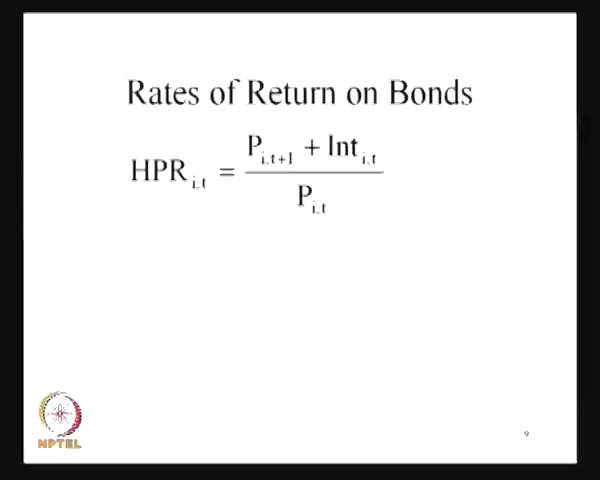 Rates of Return on Bonds
HPR i,t = (P i,t+1 + Int i,t) / P i,t
NPTEL
9